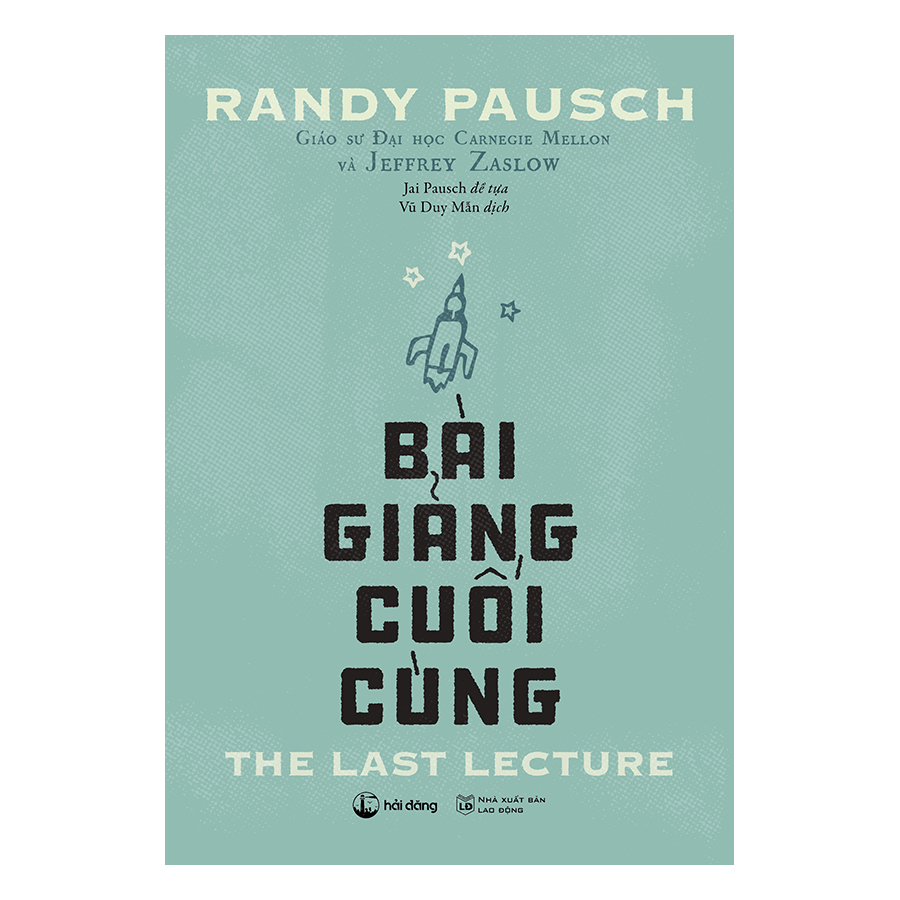 RANDY PAUSCH
GIÁO SƯ ĐẠI HỌC CARNEGIE MELLON
VÀ JEFFREY ZASLOW
Jai Pausch đề tựa
Vũ Duy Mẫn dịch
BÀI
GIẢNG
CUỐI
CÙNG
THE LAST LECTURE
hải đăng
LĐ
NHÀ XUẤT BẢN
LAO ĐỘNG